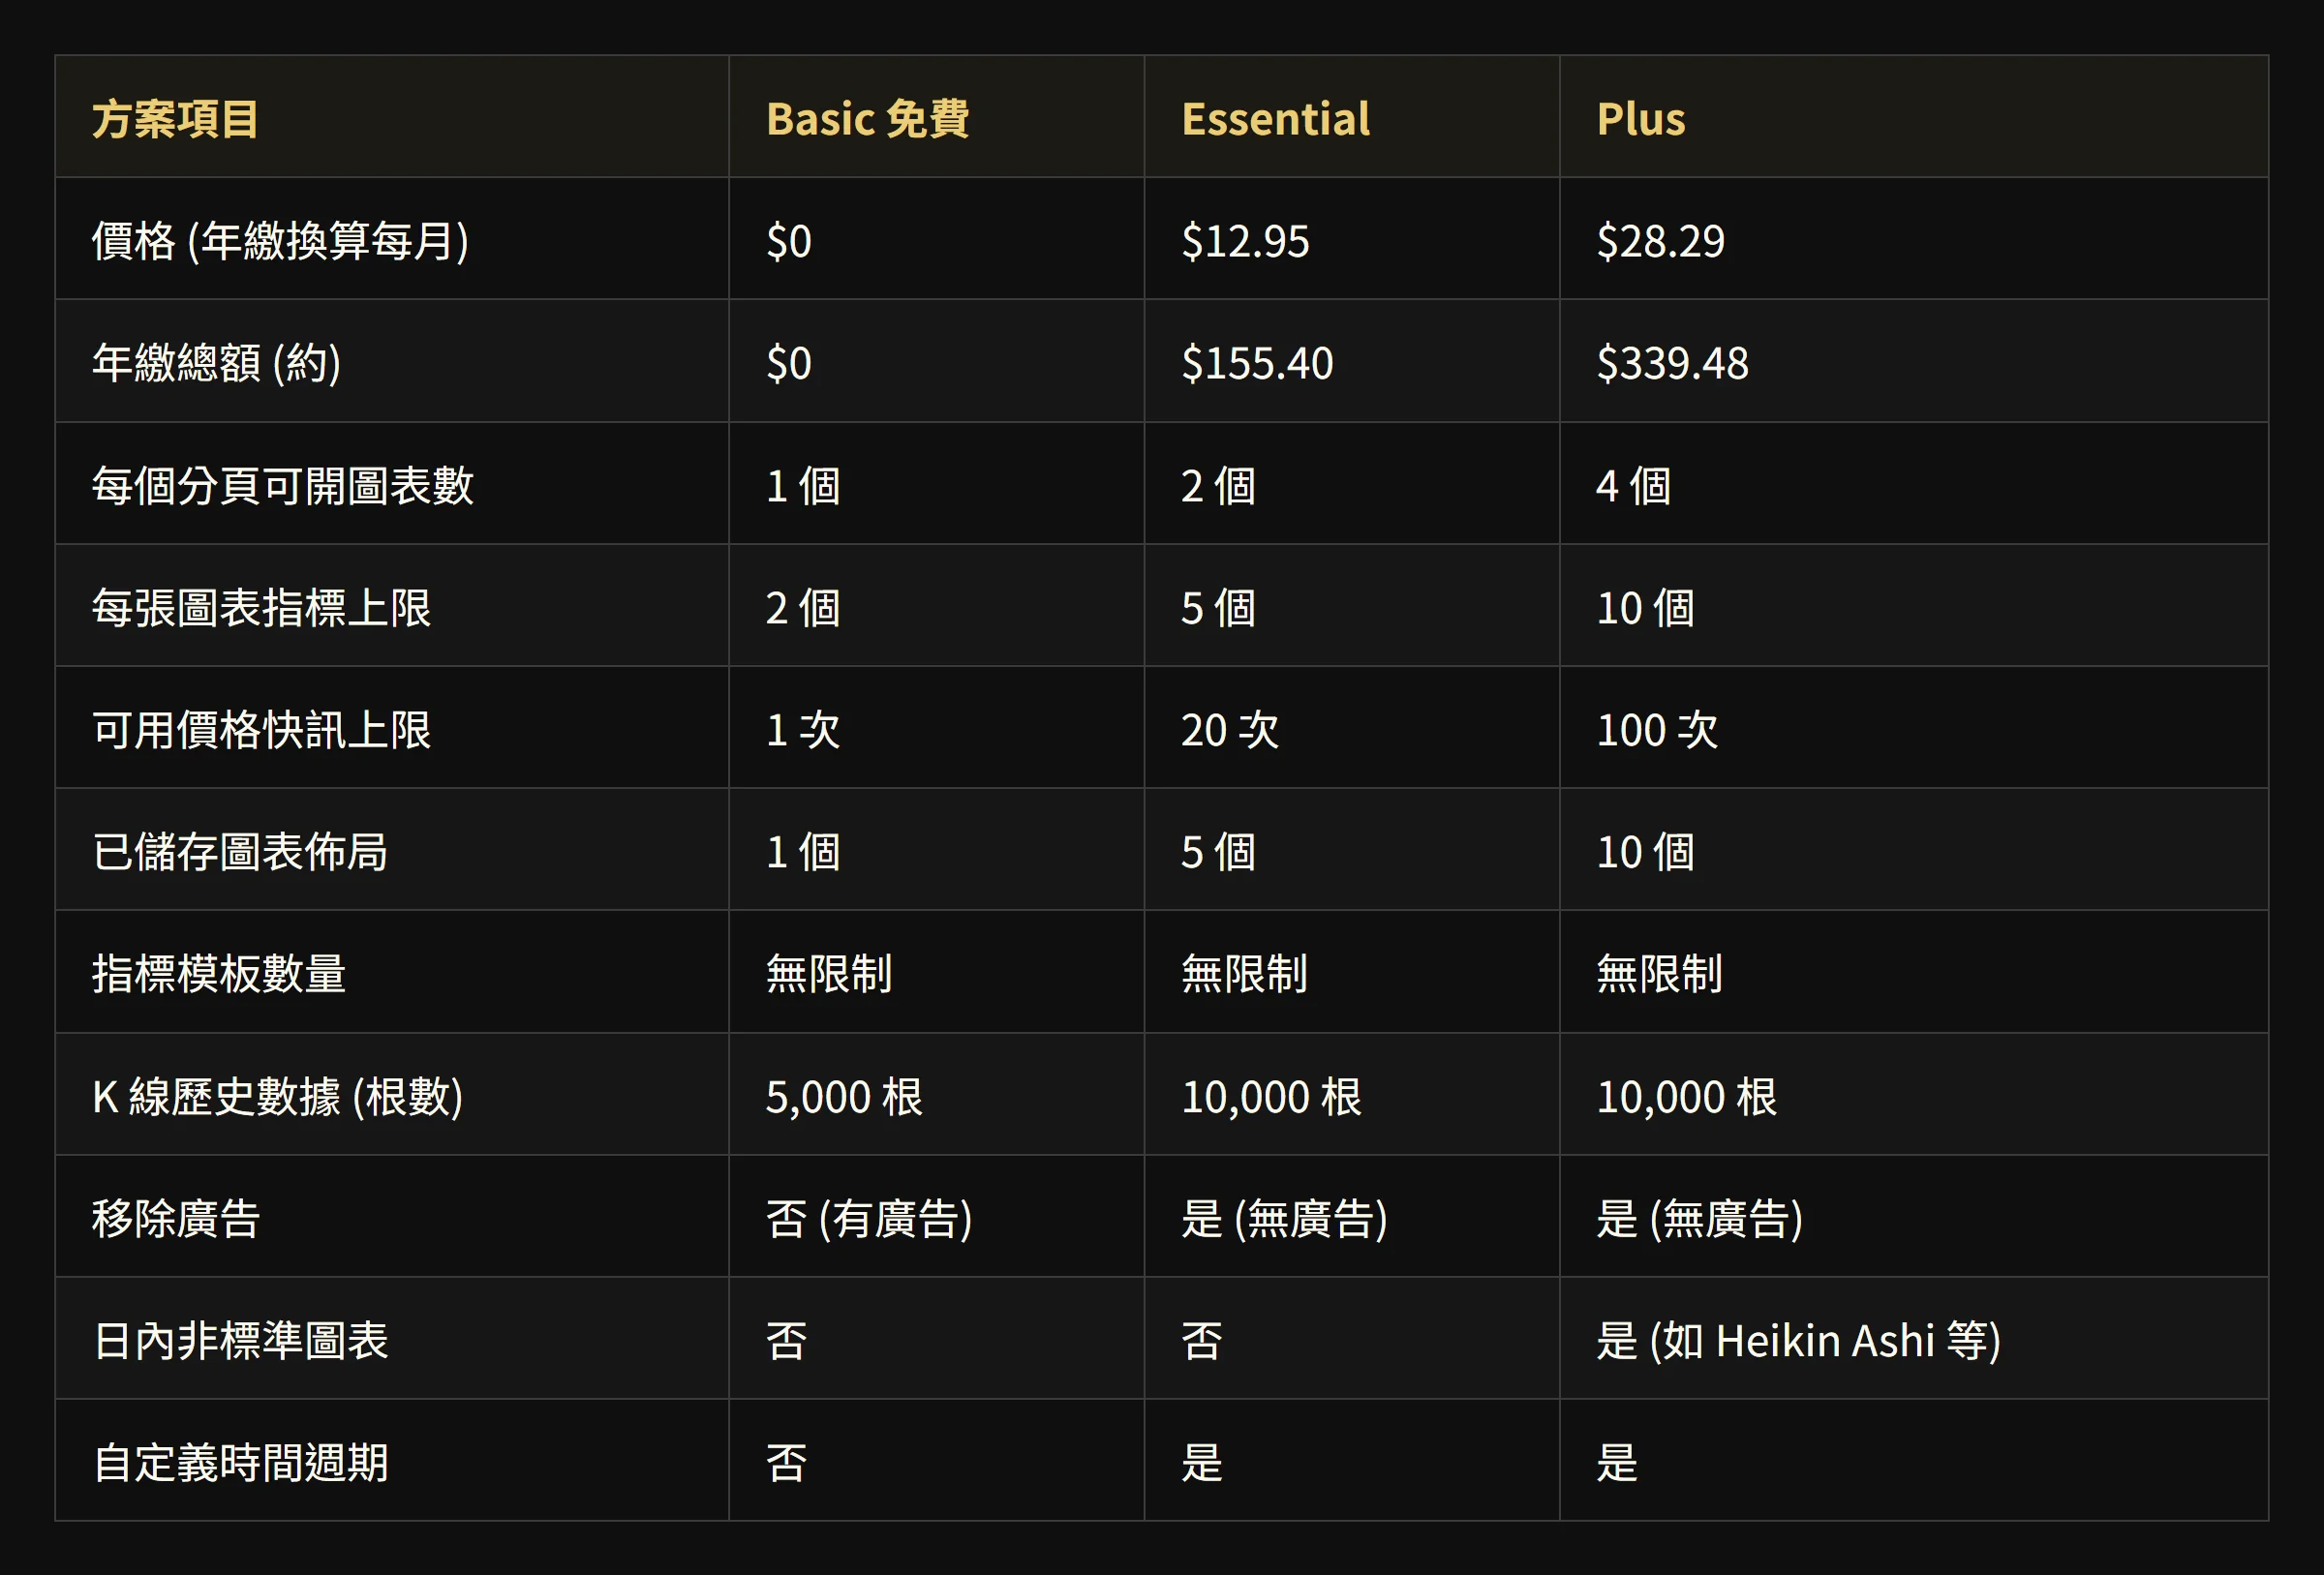 方案項目 Basic 免費 Essential Plus
價格 (年繳換算每月) $0 $12.95 $28.29
年繳總額 (約) $0 $155.40 $339.48
每個分頁可開圖表數 1 個 2 個 4 個
每張圖表指標上限 2 個 5 個 10 個
可用價格快訊上限 1 次 20 次 100 次
已儲存圖表佈局 1 個 5 個 10 個
指標模板數量 無限制 無限制 無限制
K 線歷史數據 (根數) 5,000 根 10,000 根 10,000 根
移除廣告 否 (有廣告) 是 (無廣告) 是 (無廣告)
日內非標準圖表 否 否 是 (如 Heikin Ashi 等)
自定義時間週期 否 是 是